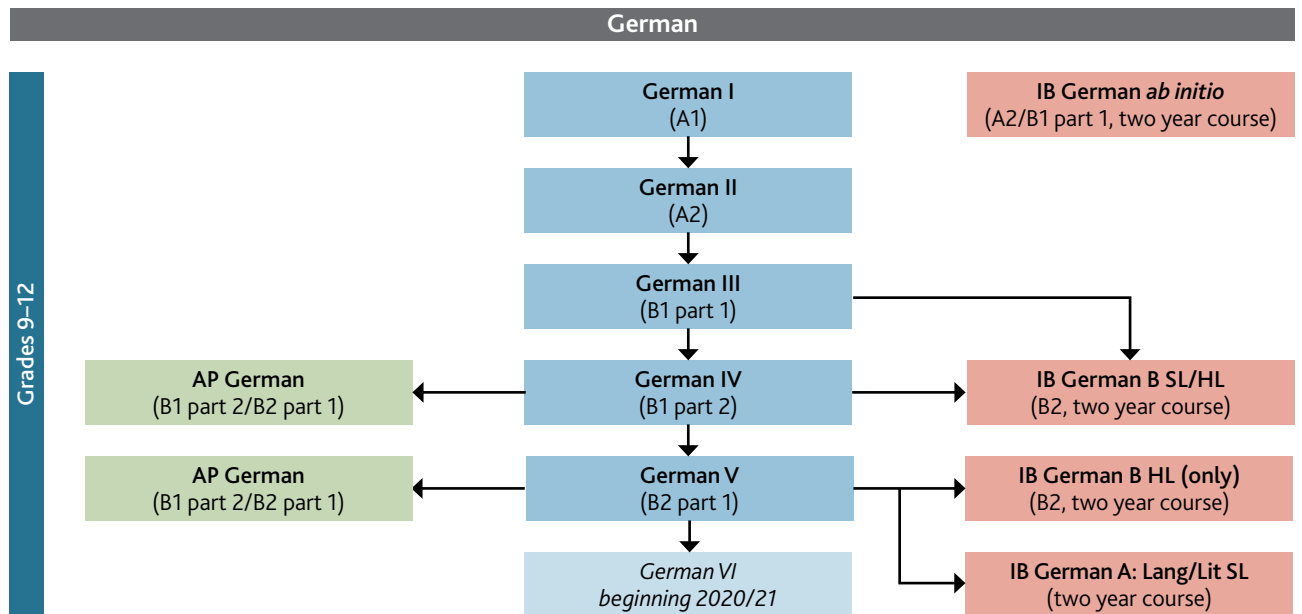 German
Grades 9–12
German I
(A1)
IB German ab initio
(A2/B1 part 1, two year course)
German II
(A2)
German III
(B1 part 1)
AP German
(B1 part 2/B2 part 1)
German IV
(B1 part 2)
IB German B SL/HL
(B2, two year course)
AP German
(B1 part 2/B2 part 1)
German V
(B2 part 1)
IB German B HL (only)
(B2, two year course)
German VI
beginning 2020/21
IB German A: Lang/Lit SL
(two year course)